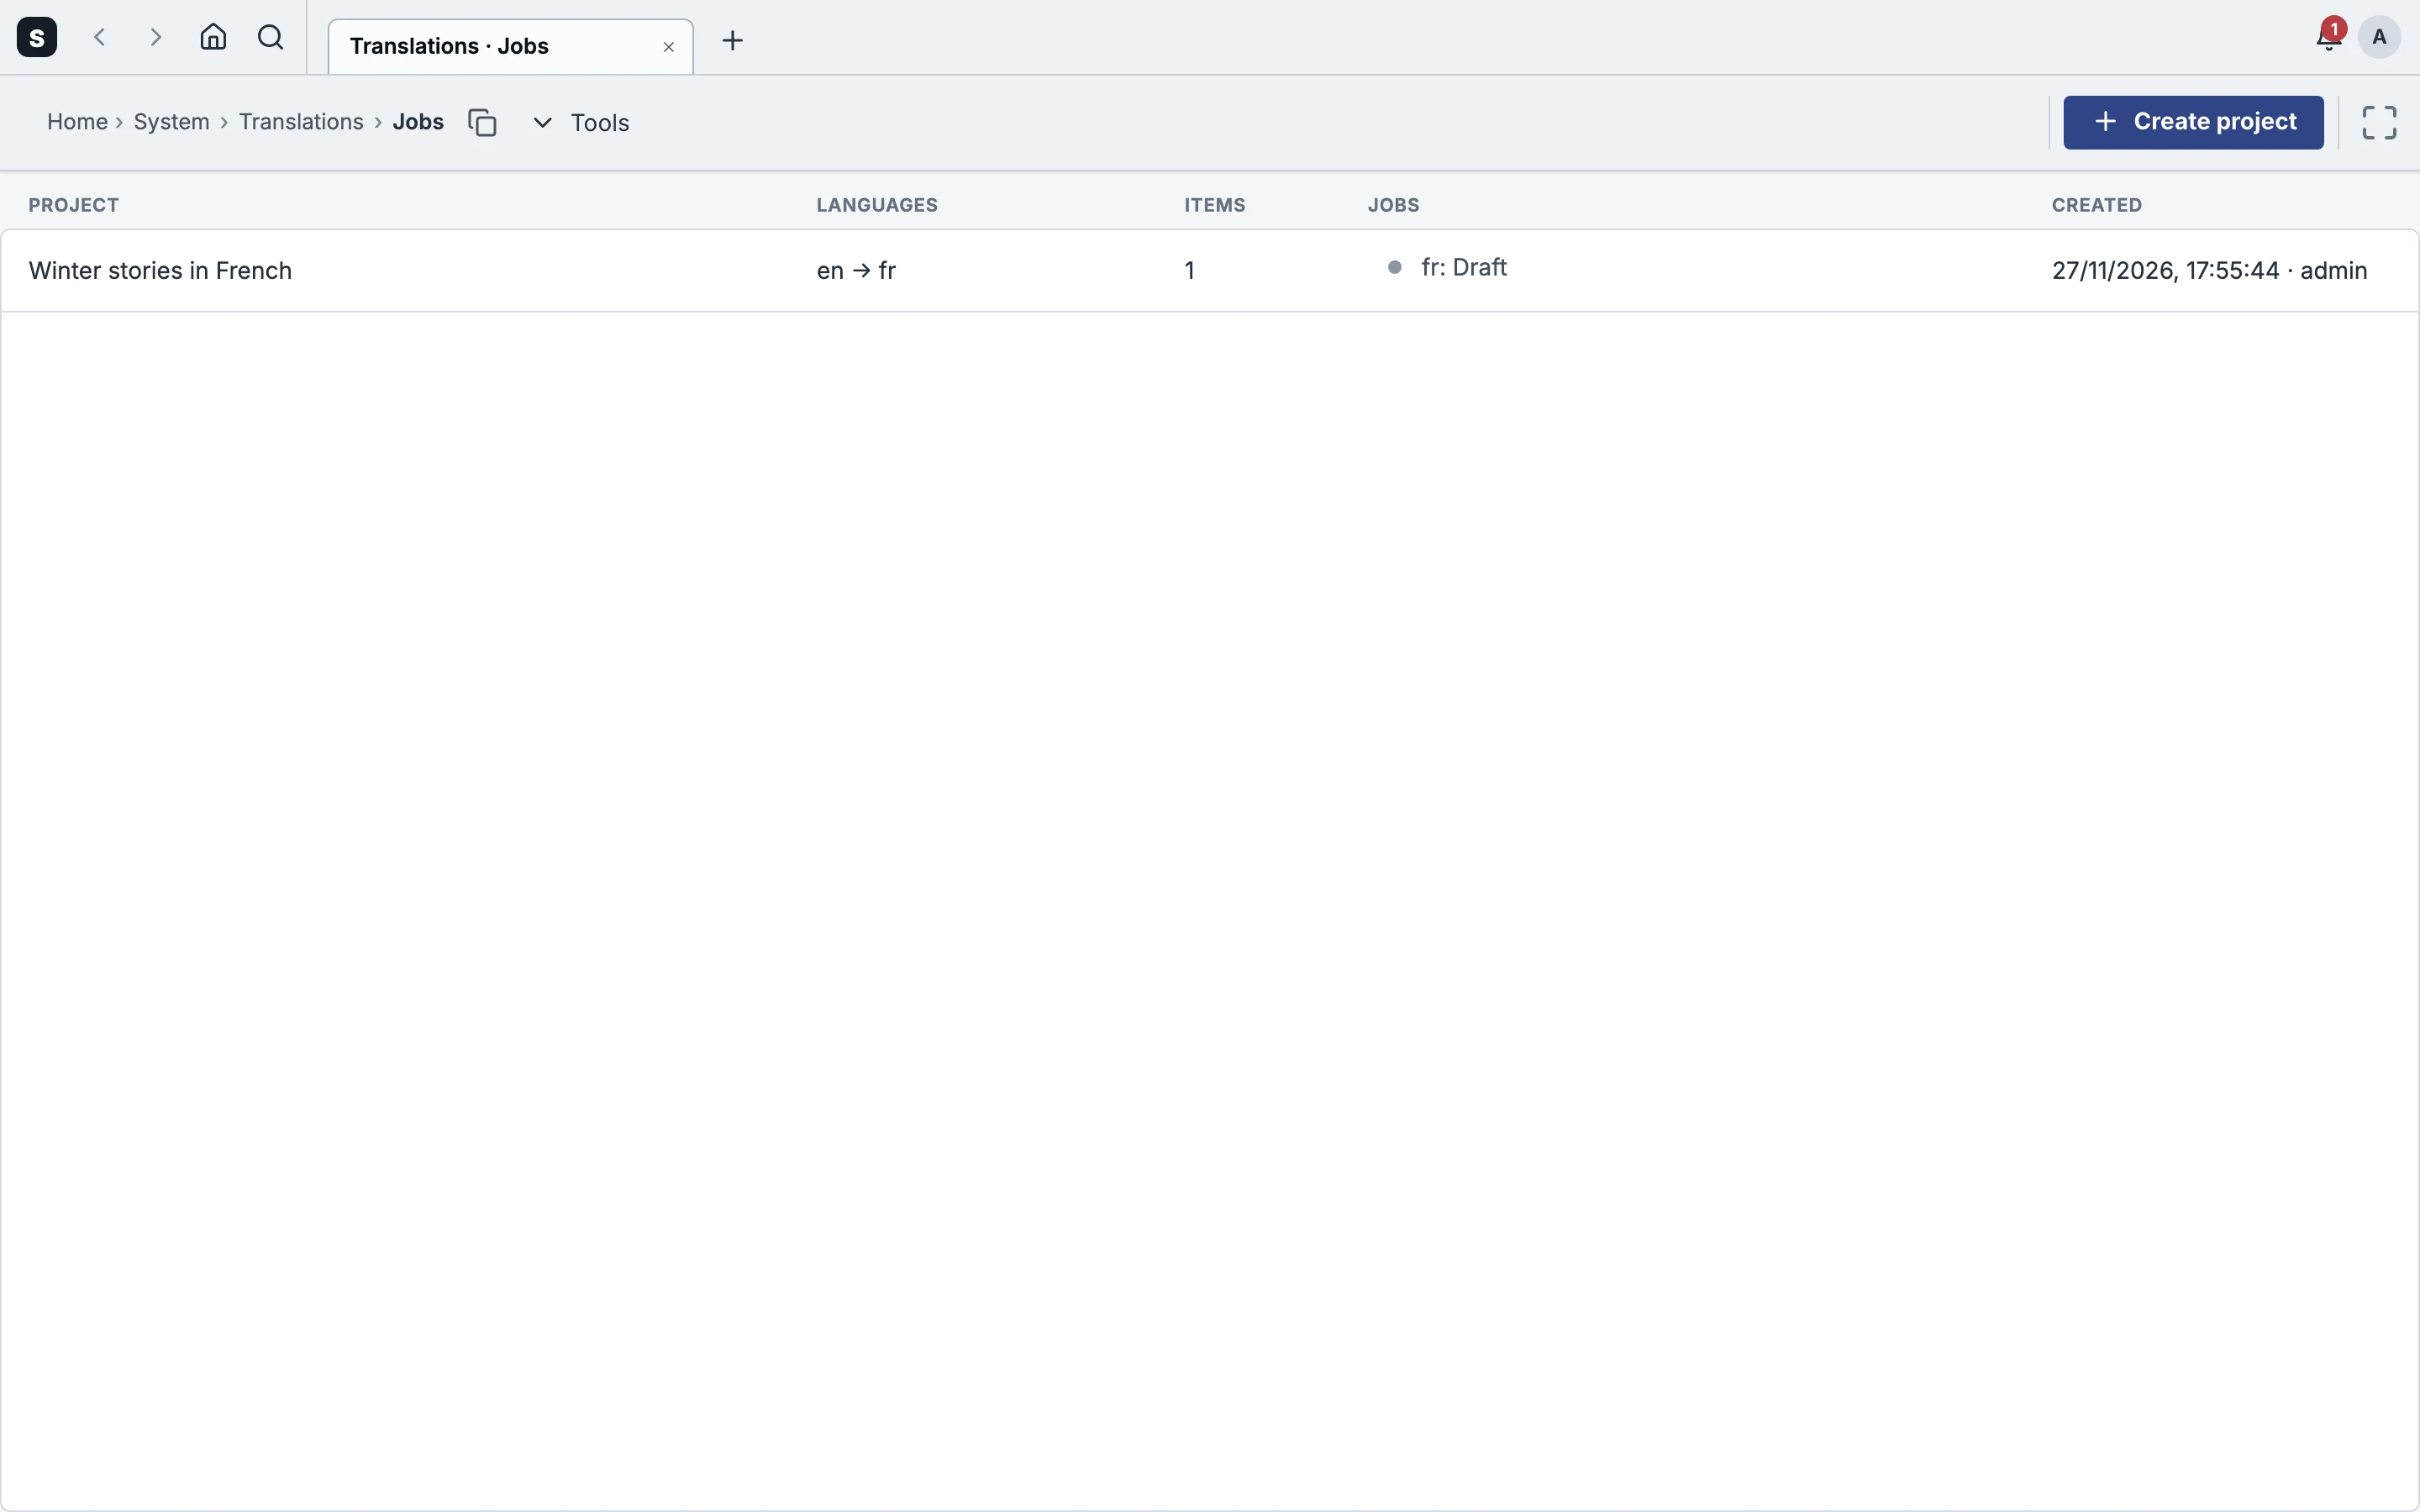 S
Translations · Jobs
1
A
Home › System › Translations › Jobs
Tools
Create project
PROJECT LANGUAGES ITEMS JOBS CREATED
Winter stories in French en → fr 1 fr: Draft 27/11/2026, 17:55:44 · admin